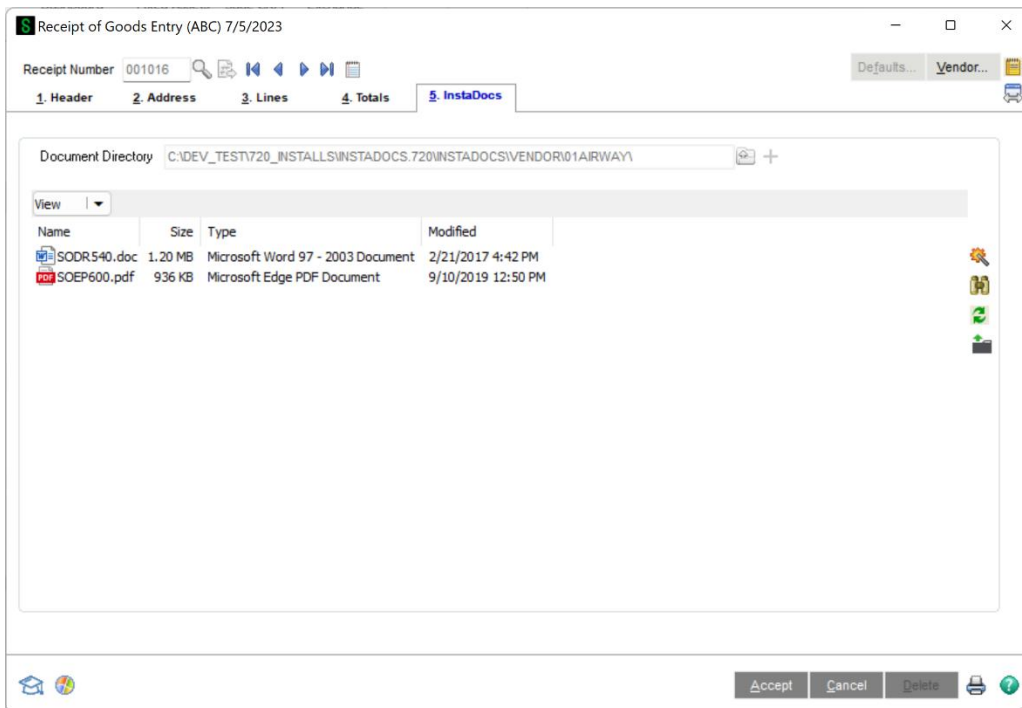 Receipt of Goods Entry (ABC) 7/5/2023
Receipt Number 001016 Defaults... Vendor...
1. Header 2. Address 3. Lines 4. Totals 5. InstaDocs
Document Directory C:\DEV_TEST\720_INSTALLS\INSTADOCS.720\INSTADOCS\VENDOR\01AIRWAY\
View
Name Size Type Modified
SODR540.doc 1.20 MB Microsoft Word 97 - 2003 Document 2/21/2017 4:42 PM
PDF SOEP600.pdf 936 KB Microsoft Edge PDF Document 9/10/2019 12:50 PM
Accept Cancel Delete